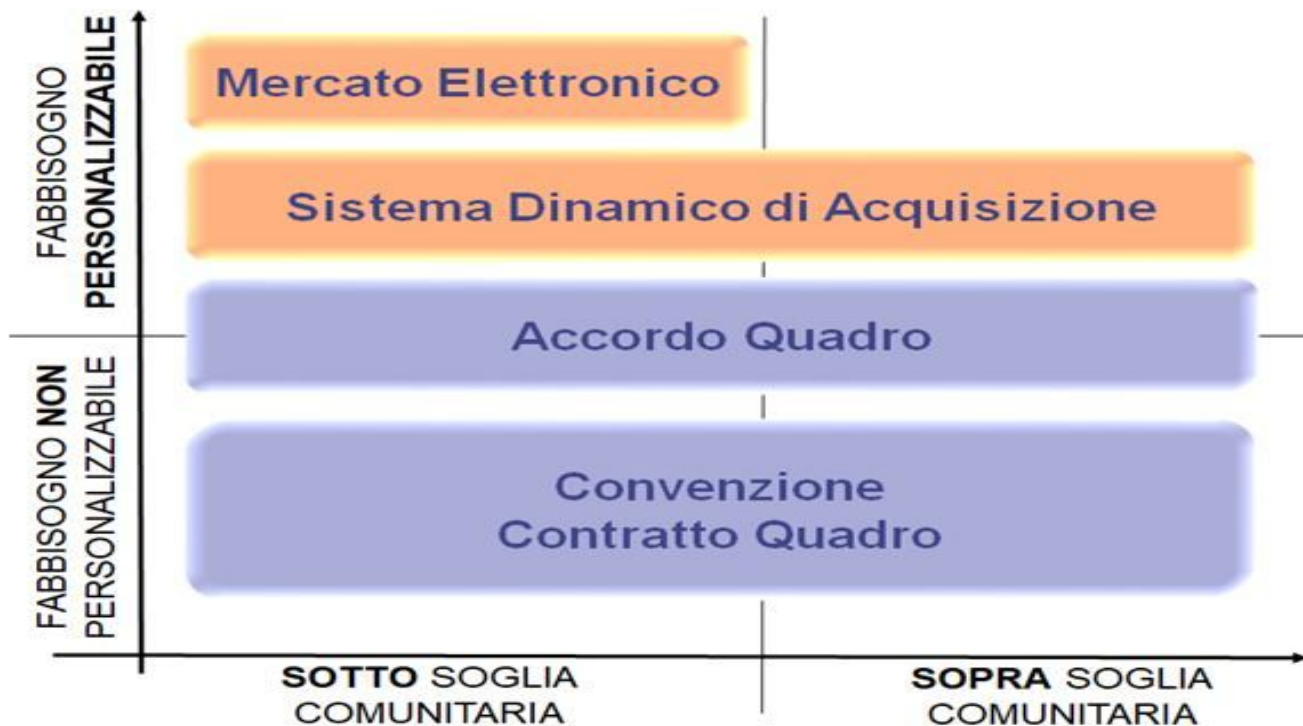 FABBISOGNO
PERSONALIZZABILE
Mercato Elettronico
Sistema Dinamico di Acquisizione
Accordo Quadro
FABBISOGNO NON
PERSONALIZZABILE
Convenzione
Contratto Quadro
SOTTO SOGLIA
COMUNITARIA
SOPRA SOGLIA
COMUNITARIA